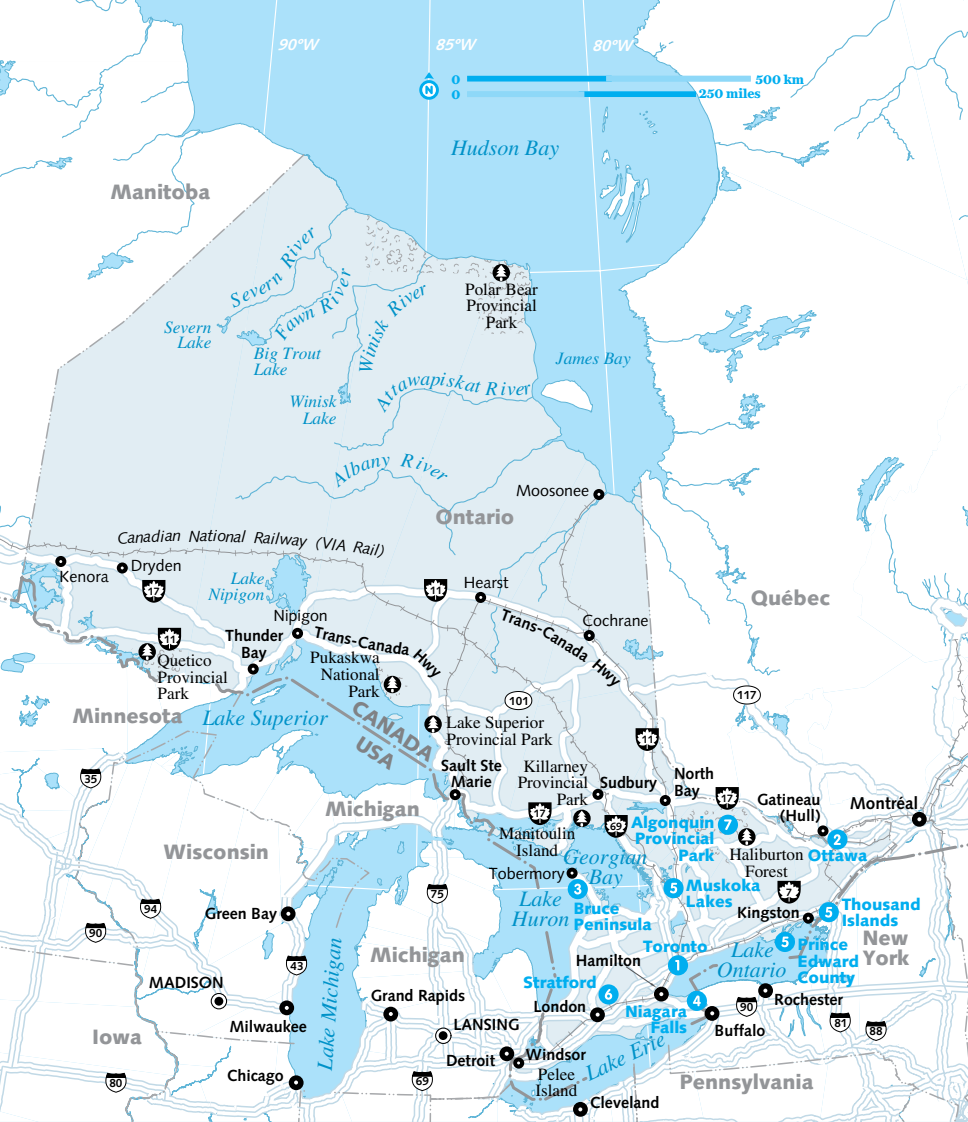 90°W
85°W
80°W
0
500 km
N
0
250 miles
Hudson Bay
Manitoba
Severn River
Fawn River
Winisk River
Polar Bear
Provincial
Park
Severn
Lake
Big Trout
Lake
James Bay
Winisk
Lake
Attawapiskat River
Albany River
Moosonee
Ontario
Canadian National Railway (VIA Rail)
Kenora
Dryden
17
Lake
Nipigon
11
Hearst
Québec
Nipigon
Cochrane
Thunder
Bay
Trans-Canada Hwy
Trans-Canada Hwy
11
Quetico
Provincial
Park
Pukaskwa
National
Park
101
117
Minnesota
Lake Superior
CANADA
USA
Lake Superior
Provincial Park
11
Sault Ste
Marie
Killarney
Provincial
Park
Sudbury
North
Bay
17
35
Michigan
17
69
Gatineau
(Hull)
Montréal
Manitoulin
Island
Algonquin
Provincial
Park
7
2
Ottawa
Haliburton
Forest
Wisconsin
Georgian
Bay
Tobermory
3
Bruce
Peninsula
5
Muskoka
Lakes
7
75
94
Lake
Huron
Green Bay
Kingston
5
Thousand
Islands
90
Michigan
Toronto
1
Lake
Ontario
5
Prince
Edward
County
New
York
43
Hamilton
MADISON
Stratford
6
Lake Michigan
Grand Rapids
London
Niagara
Falls
4
90
Rochester
Milwaukee
LANSING
Buffalo
81
88
Iowa
Detroit
Windsor
Lake Erie
Pelee
Island
80
Chicago
69
Pennsylvania
Cleveland